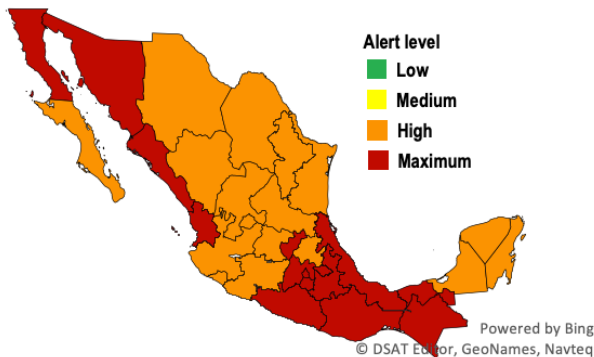 Alert level
Low
Medium
High
Maximum
Powered by Bing
© DSAT Editor, GeoNames, Navteq